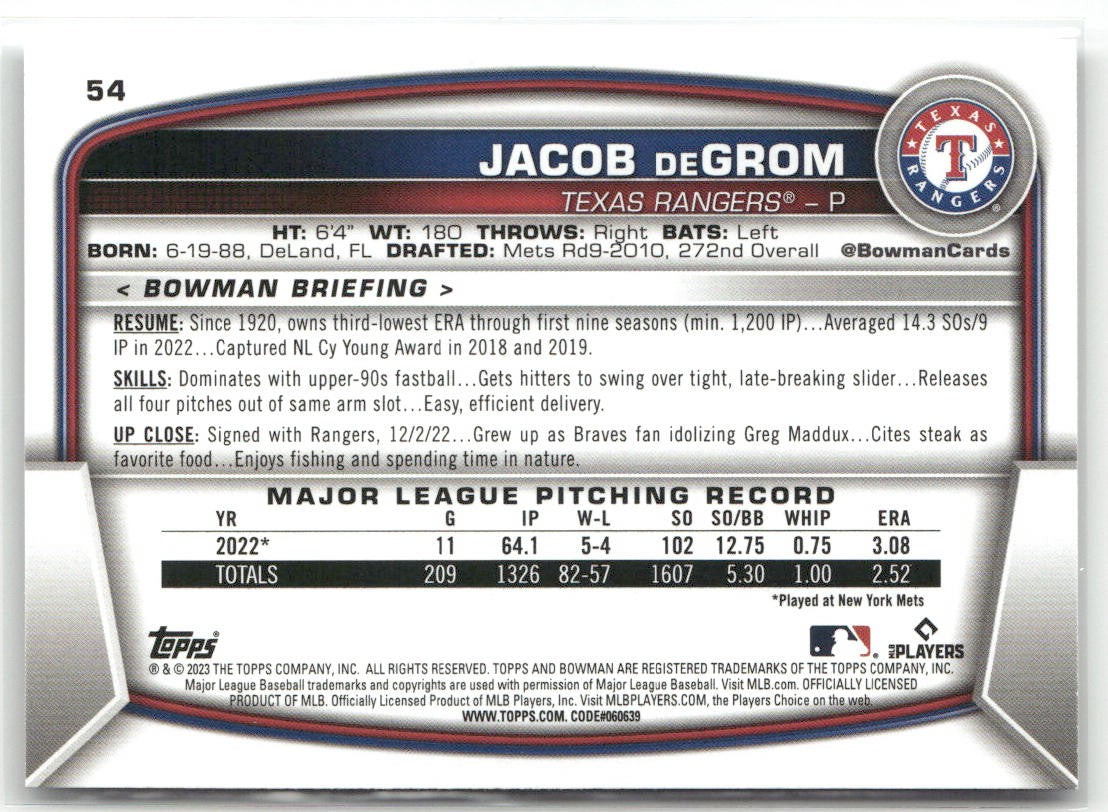 54
TEXAS
T
RANGERS®
JACOB DEGROM
TEXAS RANGERS® – P
HT: 6'4" WT: 180 THROWS: Right BATS: Left
BORN: 6-19-88, DeLand, FL DRAFTED: Mets Rd9-2010, 272nd Overall @BowmanCards
< BOWMAN BRIEFING >
RESUME: Since 1920, owns third-lowest ERA through first nine seasons (min. 1,200 IP)...Averaged 14.3 SOs/9
IP in 2022...Captured NL Cy Young Award in 2018 and 2019.
SKILLS: Dominates with upper-90s fastball...Gets hitters to swing over tight, late-breaking slider...Releases
all four pitches out of same arm slot...Easy, efficient delivery.
UP CLOSE: Signed with Rangers, 12/2/22...Grew up as Braves fan idolizing Greg Maddux...Cites steak as
favorite food...Enjoys fishing and spending time in nature.
MAJOR LEAGUE PITCHING RECORD
YR G IP W-L SO SO/BB WHIP ERA
2022* 11 64.1 5-4 102 12.75 0.75 3.08
TOTALS 209 1326 82-57 1607 5.30 1.00 2.52
*Played at New York Mets
Topps MLB PLAYERS
® & © 2023 THE TOPPS COMPANY, INC. ALL RIGHTS RESERVED. TOPPS AND BOWMAN ARE REGISTERED TRADEMARKS OF THE TOPPS COMPANY, INC.
Major League Baseball trademarks and copyrights are used with permission of Major League Baseball. Visit MLB.com. OFFICIALLY LICENSED
PRODUCT OF MLB. Officially Licensed Product of MLB Players, Inc. Visit MLBPLAYERS.COM, the Players Choice on the web.
WWW.TOPPS.COM. CODE#060639